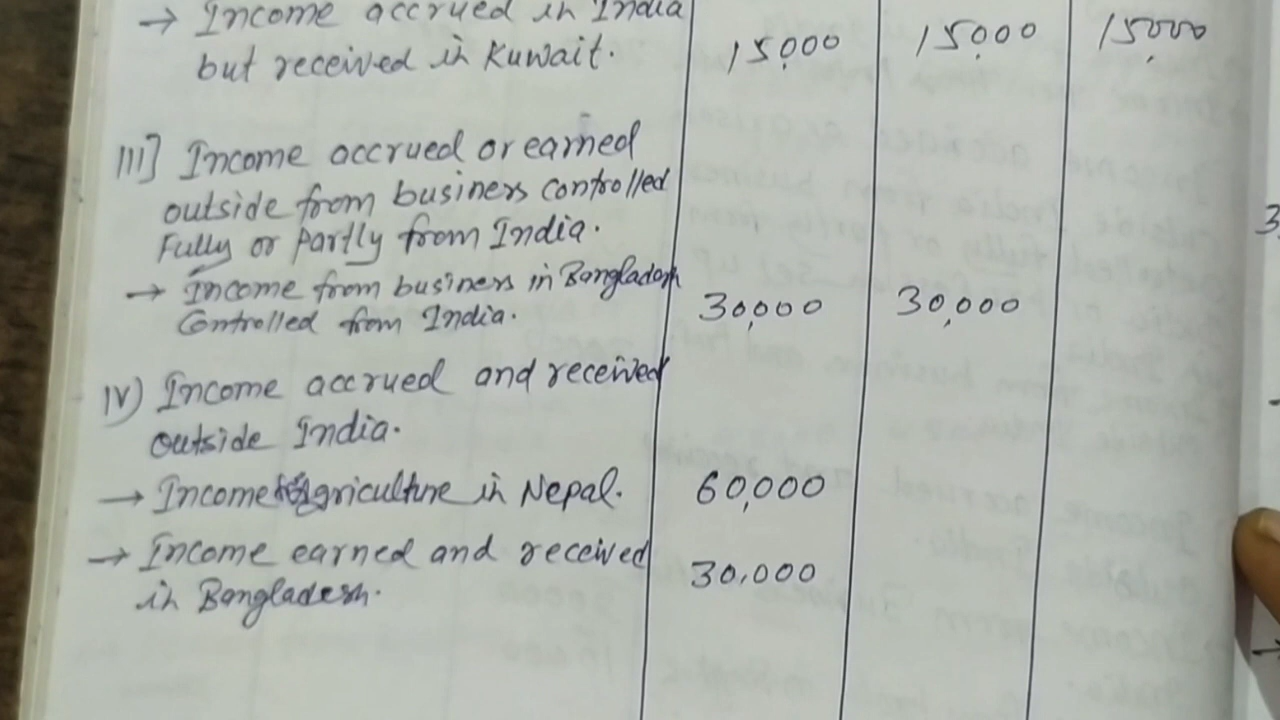 → Income accrued in India
but received in Kuwait. 15,000 15,000 15,000
III] Income accrued or earned
outside from business controlled
Fully or Partly from India.
→ Income from business in Bangladesh
Controlled from India. 30,000 30,000
IV) Income accrued and received
outside India.
→ Income agriculture in Nepal. 60,000
→ Income earned and received
in Bangladesh. 30,000
3